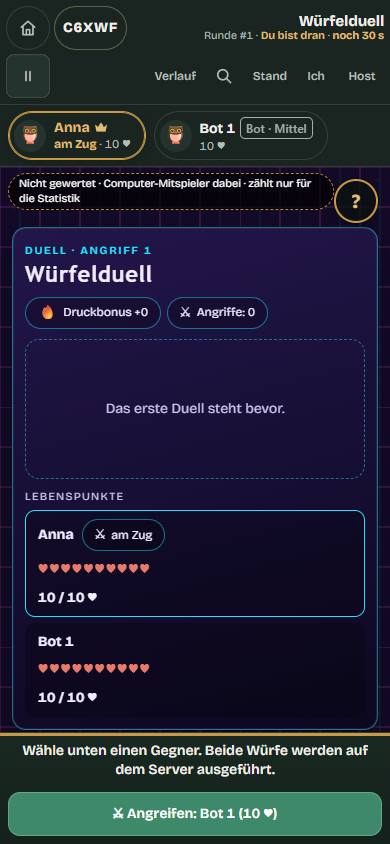 C6XWF
Würfelduell
Runde #1 · Du bist dran · noch 30 s
Verlauf
Stand
Ich
Host
Anna
am Zug · 10 ♥
Bot 1
Bot · Mittel
10 ♥
Nicht gewertet · Computer-Mitspieler dabei · zählt nur für
die Statistik
?
DUELL · ANGRIFF 1
Würfelduell
🔥 Druckbonus +0
⚔ Angriffe: 0
Das erste Duell steht bevor.
LEBENSPUNKTE
Anna
⚔ am Zug
♥♥♥♥♥♥♥♥♥♥
10 / 10 ♥
Bot 1
♥♥♥♥♥♥♥♥♥♥
10 / 10 ♥
Wähle unten einen Gegner. Beide Würfe werden auf
dem Server ausgeführt.
⚔ Angreifen: Bot 1 (10 ♥)